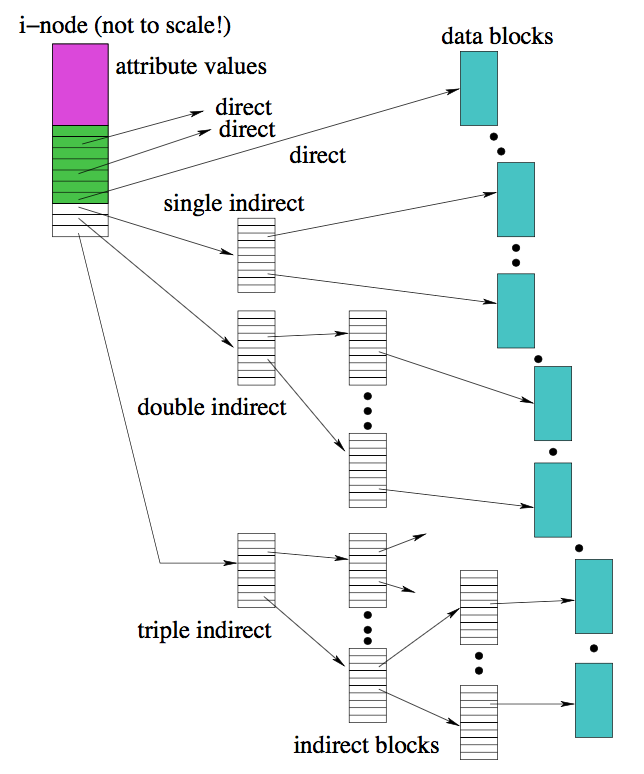 i−node (not to scale!)
data blocks
attribute values
direct
direct
direct
single indirect
double indirect
triple indirect
indirect blocks